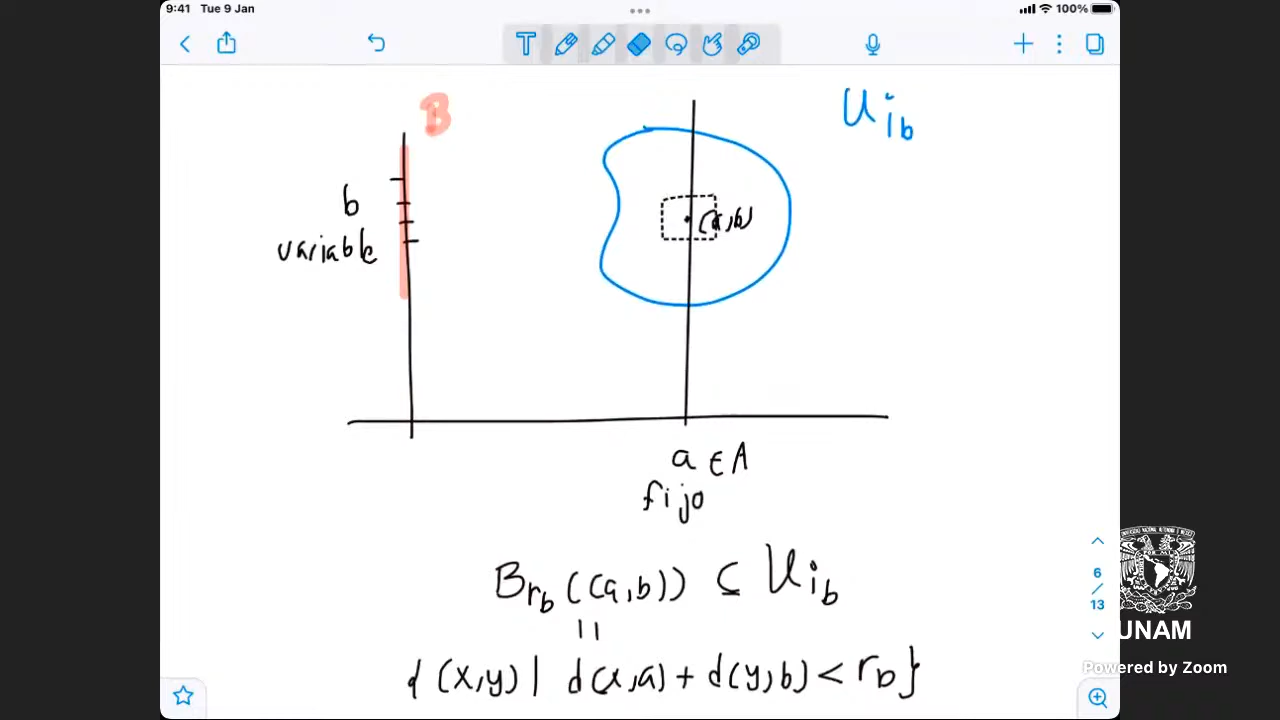 9:41 Tue 9 Jan
100%
B
U i_b
b
variable
(a,b)
a ∈ A
fijo
B_{r_b}((a,b)) ⊆ U_{i_b}
||
{(x,y) | d(x,a) + d(y,b) < r_b}
6
/
13
UNAM
Powered by Zoom